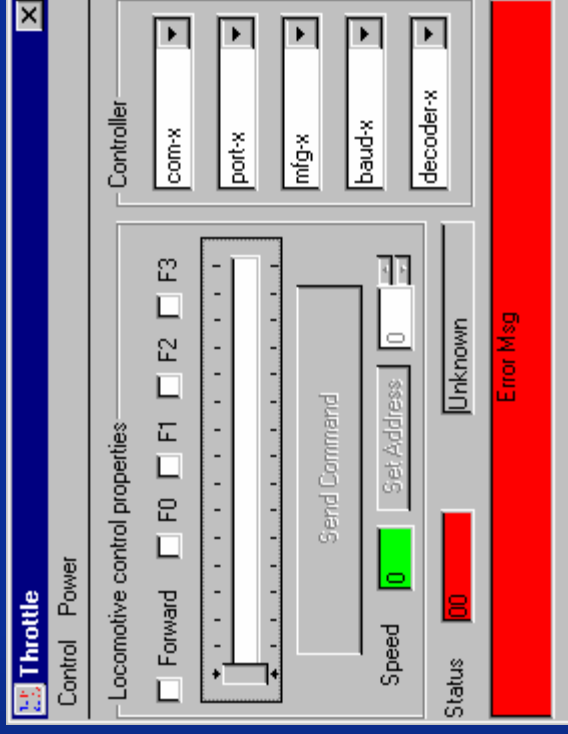 Throttle
Control Power
Locomotive control properties
Forward F0 F1 F2 F3
Send Command
Speed 0 Set Address 0
Status 00 Unknown
Controller
com-x
port-x
mfg-x
baud-x
decoder-x
Error Msg